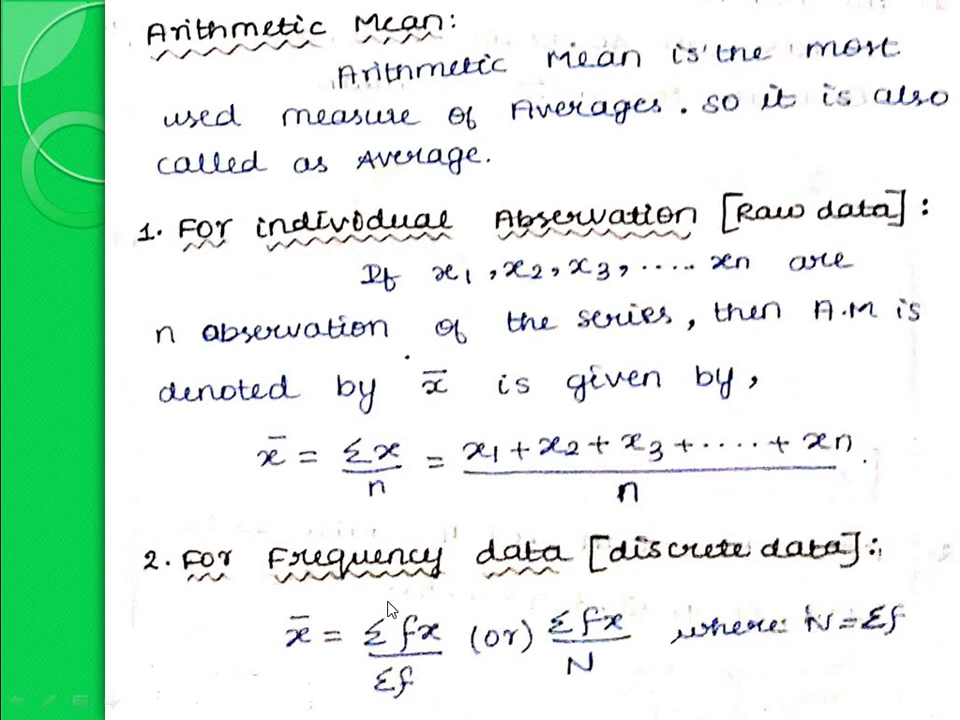 Arithmetic Mean:
Arithmetic Mean is the most
used measure of Averages. so it is also
called as Average.
1. For individual Abservation [Raw data]:
If x1, x2, x3, ..... xn are
n observation of the series, then A.M is
denoted by x̄ is given by,
x̄ = Σx/n = x1 + x2 + x3 + ..... + xn / n.
2. For Frequency data [discrete data]:
x̄ = Σfx/Σf (or) Σfx/N where N = Σf